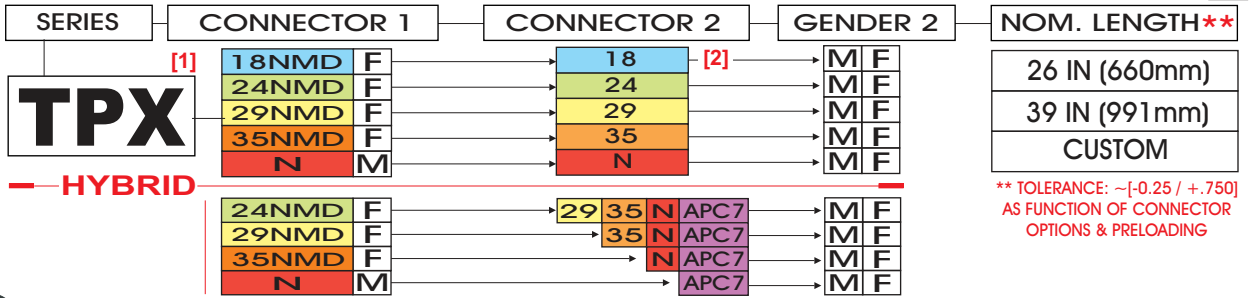 SERIES CONNECTOR 1 CONNECTOR 2 GENDER 2 NOM. LENGTH**
[1]
TPX
18NMD F 18 [2] M F
24NMD F 24 M F
29NMD F 29 M F
35NMD F 35 M F
N M N M F
26 IN (660mm)
39 IN (991mm)
CUSTOM
HYBRID
24NMD F 29 35 N APC7 M F
29NMD F 35 N APC7 M F
35NMD F N APC7 M F
N M APC7 M F
** TOLERANCE: ~[-0.25 / +.750]
AS FUNCTION OF CONNECTOR
OPTIONS & PRELOADING